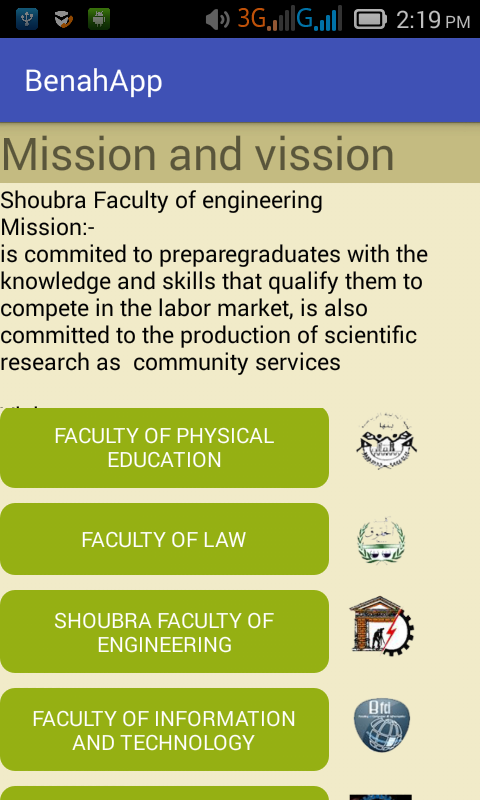 3G G 2:19 PM
BenahApp
Mission and vission
Shoubra Faculty of engineering
Mission:-
is commited to preparegraduates with the
knowledge and skills that qualify them to
compete in the labor market, is also
committed to the production of scientific
research as  community services
FACULTY OF PHYSICAL
EDUCATION
FACULTY OF LAW
SHOUBRA FACULTY OF
ENGINEERING
FACULTY OF INFORMATION
AND TECHNOLOGY
fci